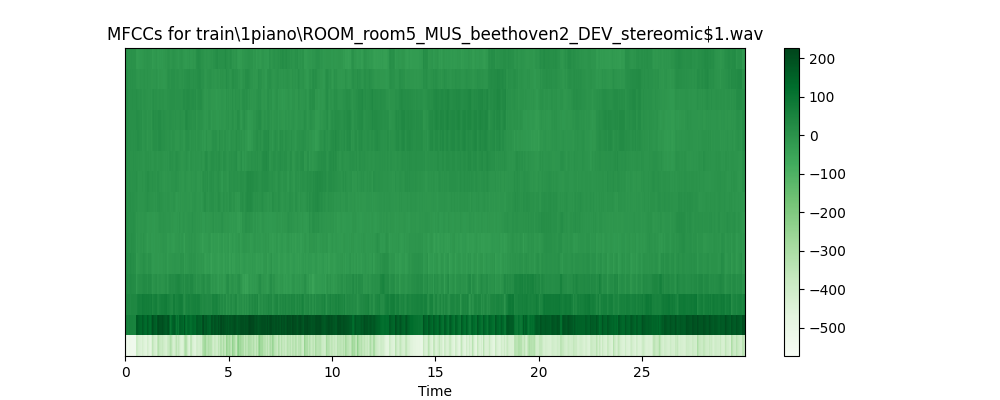 MFCCs for train\1piano\ROOM_room5_MUS_beethoven2_DEV_stereomic$1.wav
200
100
0
−100
−200
−300
−400
−500
0 5 10 15 20 25
Time